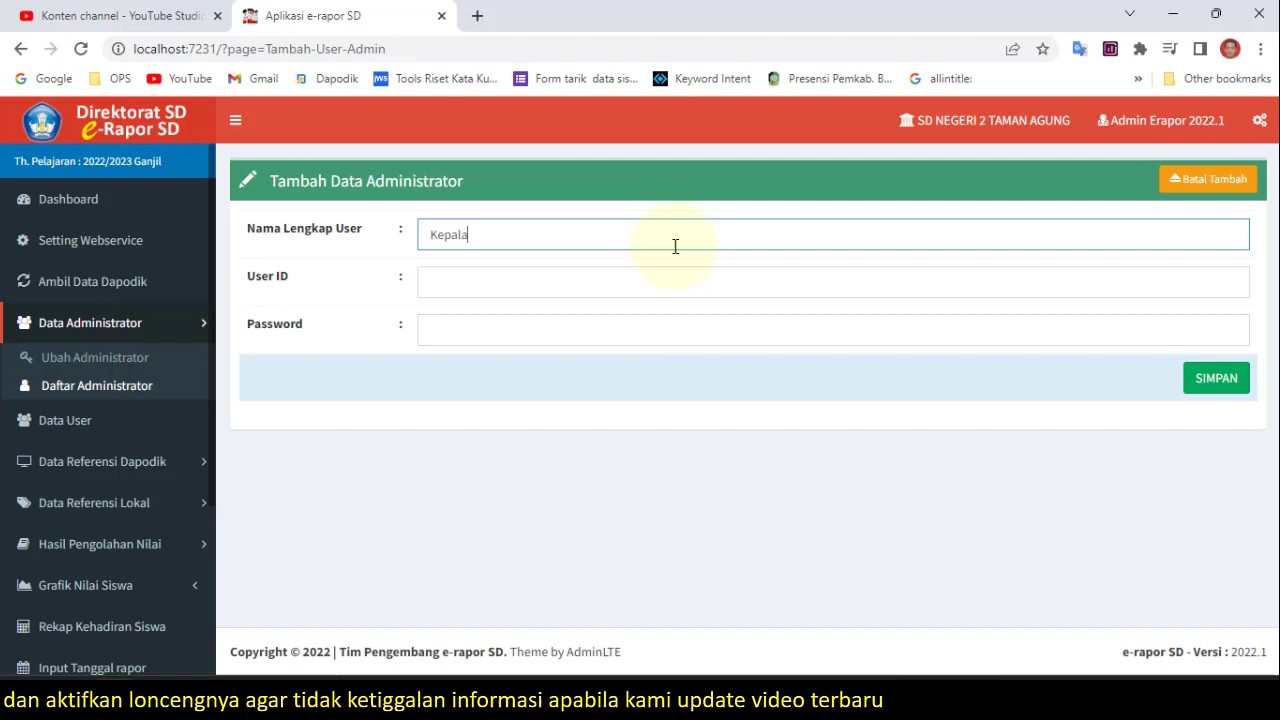 Konten channel - YouTube Studi
Aplikasi e-rapor SD
localhost:7231/?page=Tambah-User-Admin
Google
OPS
YouTube
Gmail
Dapodik
Tools Riset Kata Ku...
Form tarik data sis...
Keyword Intent
Presensi Pemkab. B...
allintitle:
»
Other bookmarks
Direktorat SD
e-Rapor SD
SD NEGERI 2 TAMAN AGUNG
Admin Erapor 2022.1
Th. Pelajaran : 2022/2023 Ganjil
Dashboard
Setting Webservice
Ambil Data Dapodik
Data Administrator
Ubah Administrator
Daftar Administrator
Data User
Data Referensi Dapodik
Data Referensi Lokal
Hasil Pengolahan Nilai
Grafik Nilai Siswa
Rekap Kehadiran Siswa
Input Tanggal rapor
Tambah Data Administrator
Batal Tambah
Nama Lengkap User : Kepala
User ID :
Password :
SIMPAN
Copyright © 2022 | Tim Pengembang e-rapor SD. Theme by AdminLTE
e-rapor SD - Versi : 2022.1
dan aktifkan loncengnya agar tidak ketiggalan informasi apabila kami update video terbaru